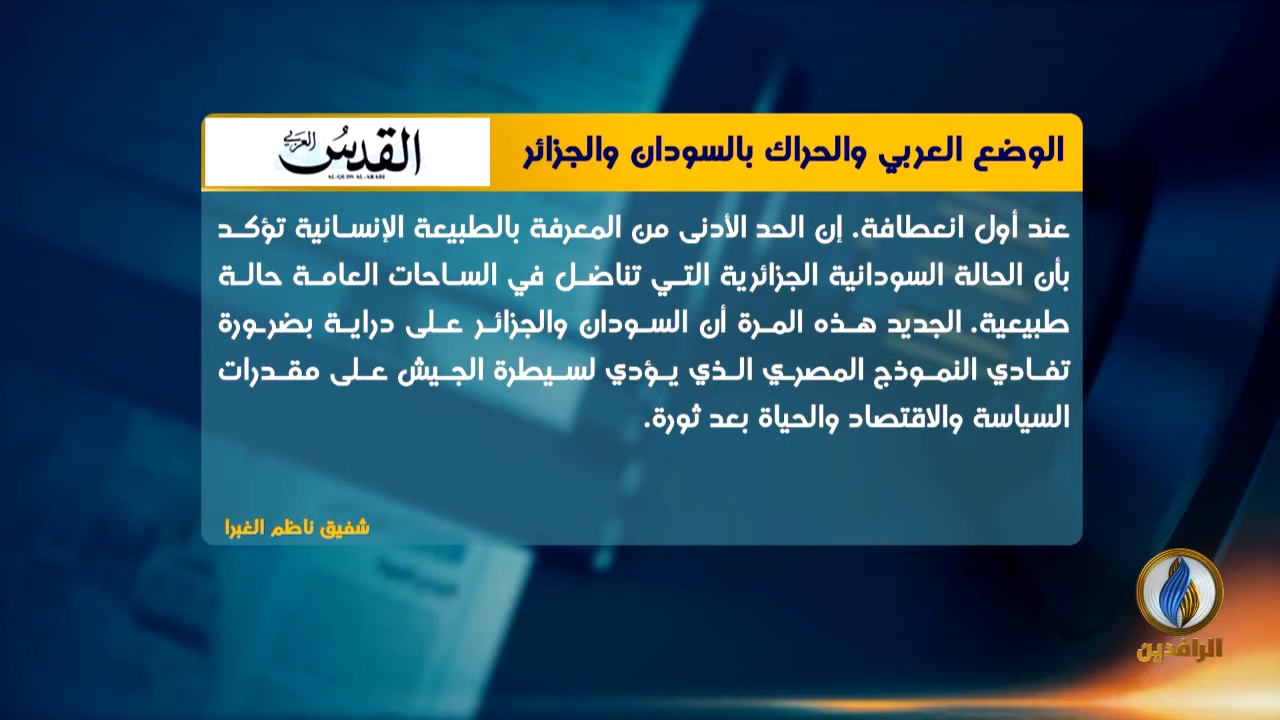 الوضع العربي والحراك بالسودان والجزائر
القدس العربي
AL-QUDS AL-ARABI
عند أول انعطافة. إن الحد الأدنى من المعرفة بالطبيعة الإنسانية تؤكد
بأن الحالة السودانية الجزائرية التي تناضل في الساحات العامة حالة
طبيعية. الجديد هذه المرة أن السودان والجزائر على دراية بضرورة
تفادي النموذج المصري الذي يؤدي لسيطرة الجيش على مقدرات
السياسة والاقتصاد والحياة بعد ثورة.
شفيق ناظم الغبرا
الرافدين